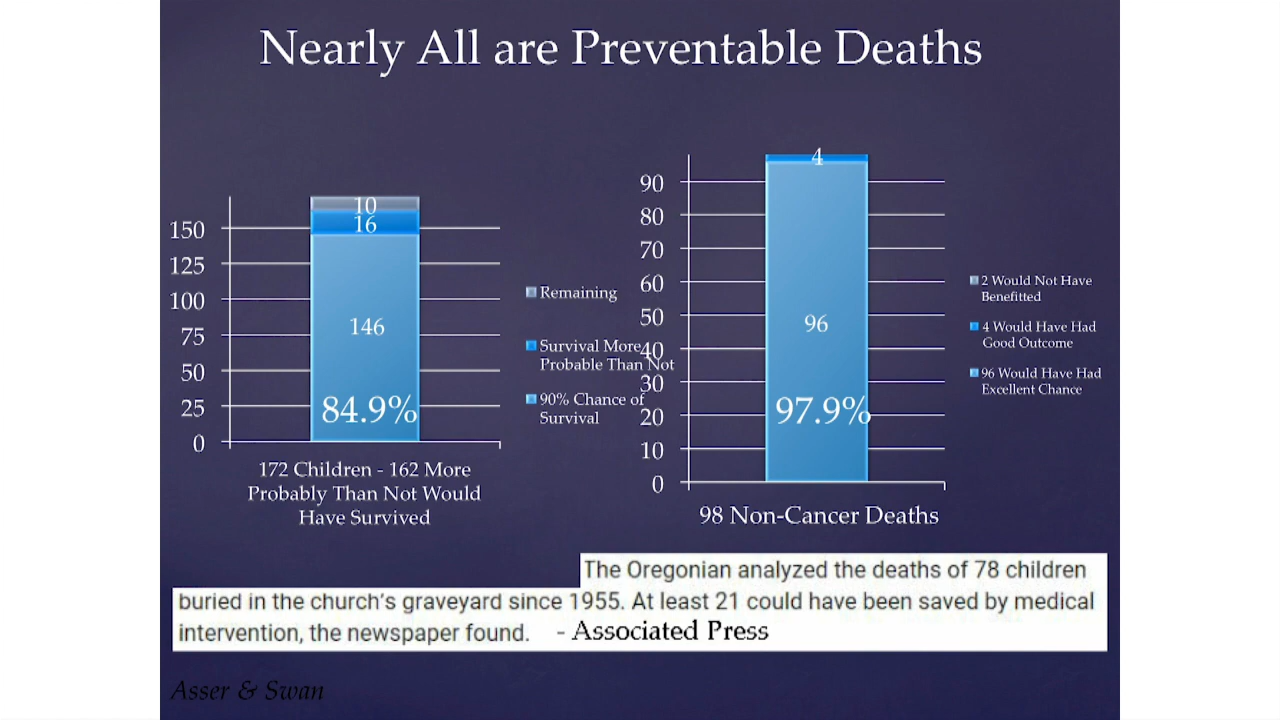 Nearly All are Preventable Deaths
150
125
100
75
50
25
0
10
16
146
84.9%
172 Children - 162 More
Probably Than Not Would
Have Survived
Remaining
Survival More
Probable Than Not
90% Chance of
Survival
90
80
70
60
50
40
30
20
10
0
4
96
97.9%
98 Non-Cancer Deaths
2 Would Not Have
Benefitted
4 Would Have Had
Good Outcome
96 Would Have Had
Excellent Chance
The Oregonian analyzed the deaths of 78 children
buried in the church's graveyard since 1955. At least 21 could have been saved by medical
intervention, the newspaper found. - Associated Press
Asser & Swan